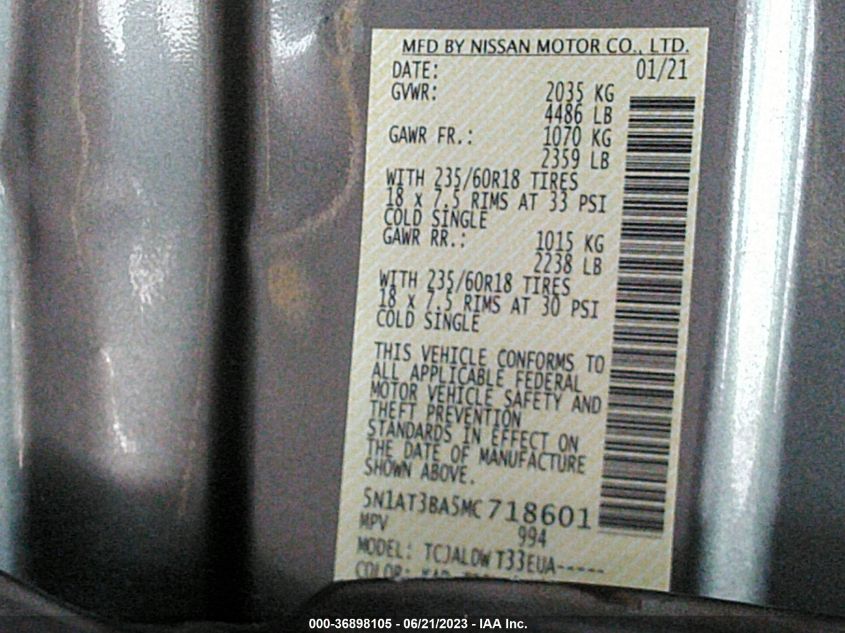 MFD BY NISSAN MOTOR CO., LTD.
DATE: 01/21
GVWR: 2035 KG
4486 LB
GAWR FR.: 1070 KG
2359 LB
WITH 235/60R18 TIRES
18 X 7.5 RIMS AT 33 PSI
COLD SINGLE
GAWR RR.: 1015 KG
2238 LB
WITH 235/60R18 TIRES
18 X 7.5 RIMS AT 30 PSI
COLD SINGLE
THIS VEHICLE CONFORMS TO
ALL APPLICABLE FEDERAL
MOTOR VEHICLE SAFETY AND
THEFT PREVENTION
STANDARDS IN EFFECT ON
THE DATE OF MANUFACTURE
SHOWN ABOVE.
5N1AT3BA5MC718601
MPV 994
MODEL: TCJALDW T33EUA-----
COLOR:
000-36898105 - 06/21/2023 - IAA Inc.